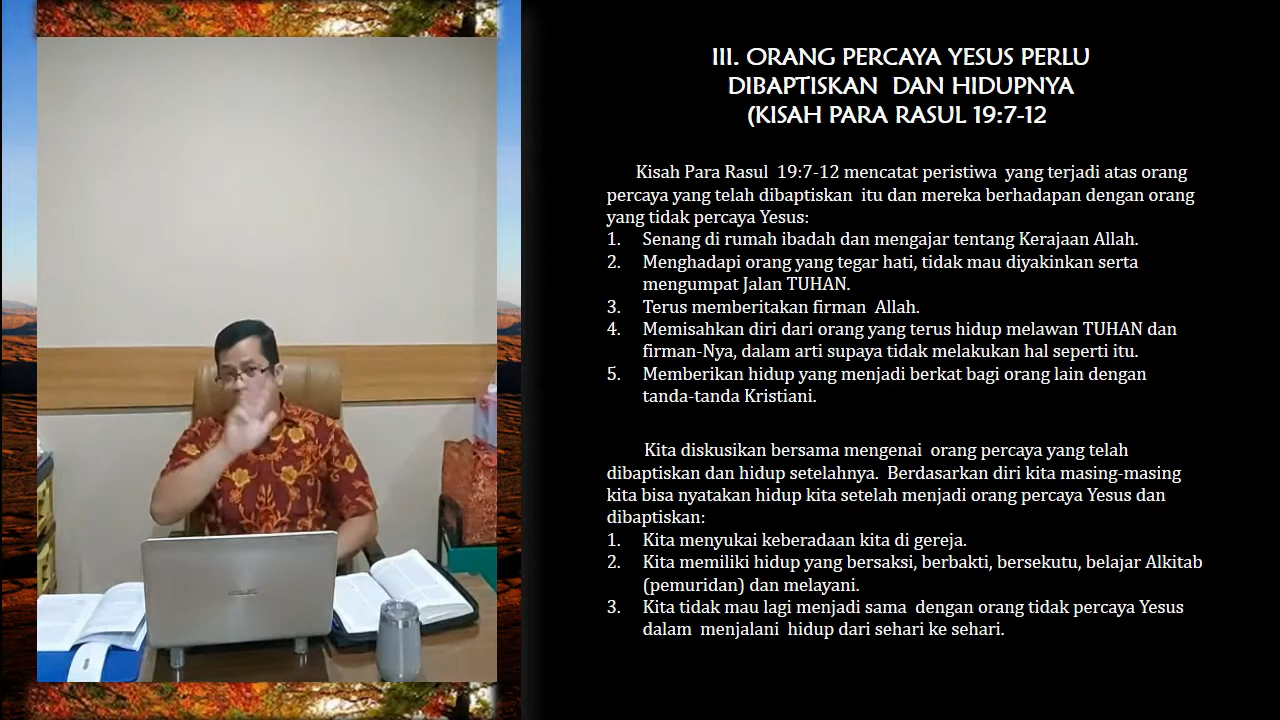 III. ORANG PERCAYA YESUS PERLU
DIBAPTISKAN DAN HIDUPNYA
(KISAH PARA RASUL 19:7-12
Kisah Para Rasul 19:7-12 mencatat peristiwa yang terjadi atas orang
percaya yang telah dibaptiskan itu dan mereka berhadapan dengan orang
yang tidak percaya Yesus:
1. Senang di rumah ibadah dan mengajar tentang Kerajaan Allah.
2. Menghadapi orang yang tegar hati, tidak mau diyakinkan serta
mengumpat Jalan TUHAN.
3. Terus memberitakan firman Allah.
4. Memisahkan diri dari orang yang terus hidup melawan TUHAN dan
firman-Nya, dalam arti supaya tidak melakukan hal seperti itu.
5. Memberikan hidup yang menjadi berkat bagi orang lain dengan
tanda-tanda Kristiani.
Kita diskusikan bersama mengenai orang percaya yang telah
dibaptiskan dan hidup setelahnya. Berdasarkan diri kita masing-masing
kita bisa nyatakan hidup kita setelah menjadi orang percaya Yesus dan
dibaptiskan:
1. Kita menyukai keberadaan kita di gereja.
2. Kita memiliki hidup yang bersaksi, berbakti, bersekutu, belajar Alkitab
(pemuridan) dan melayani.
3. Kita tidak mau lagi menjadi sama dengan orang tidak percaya Yesus
dalam menjalani hidup dari sehari ke sehari.